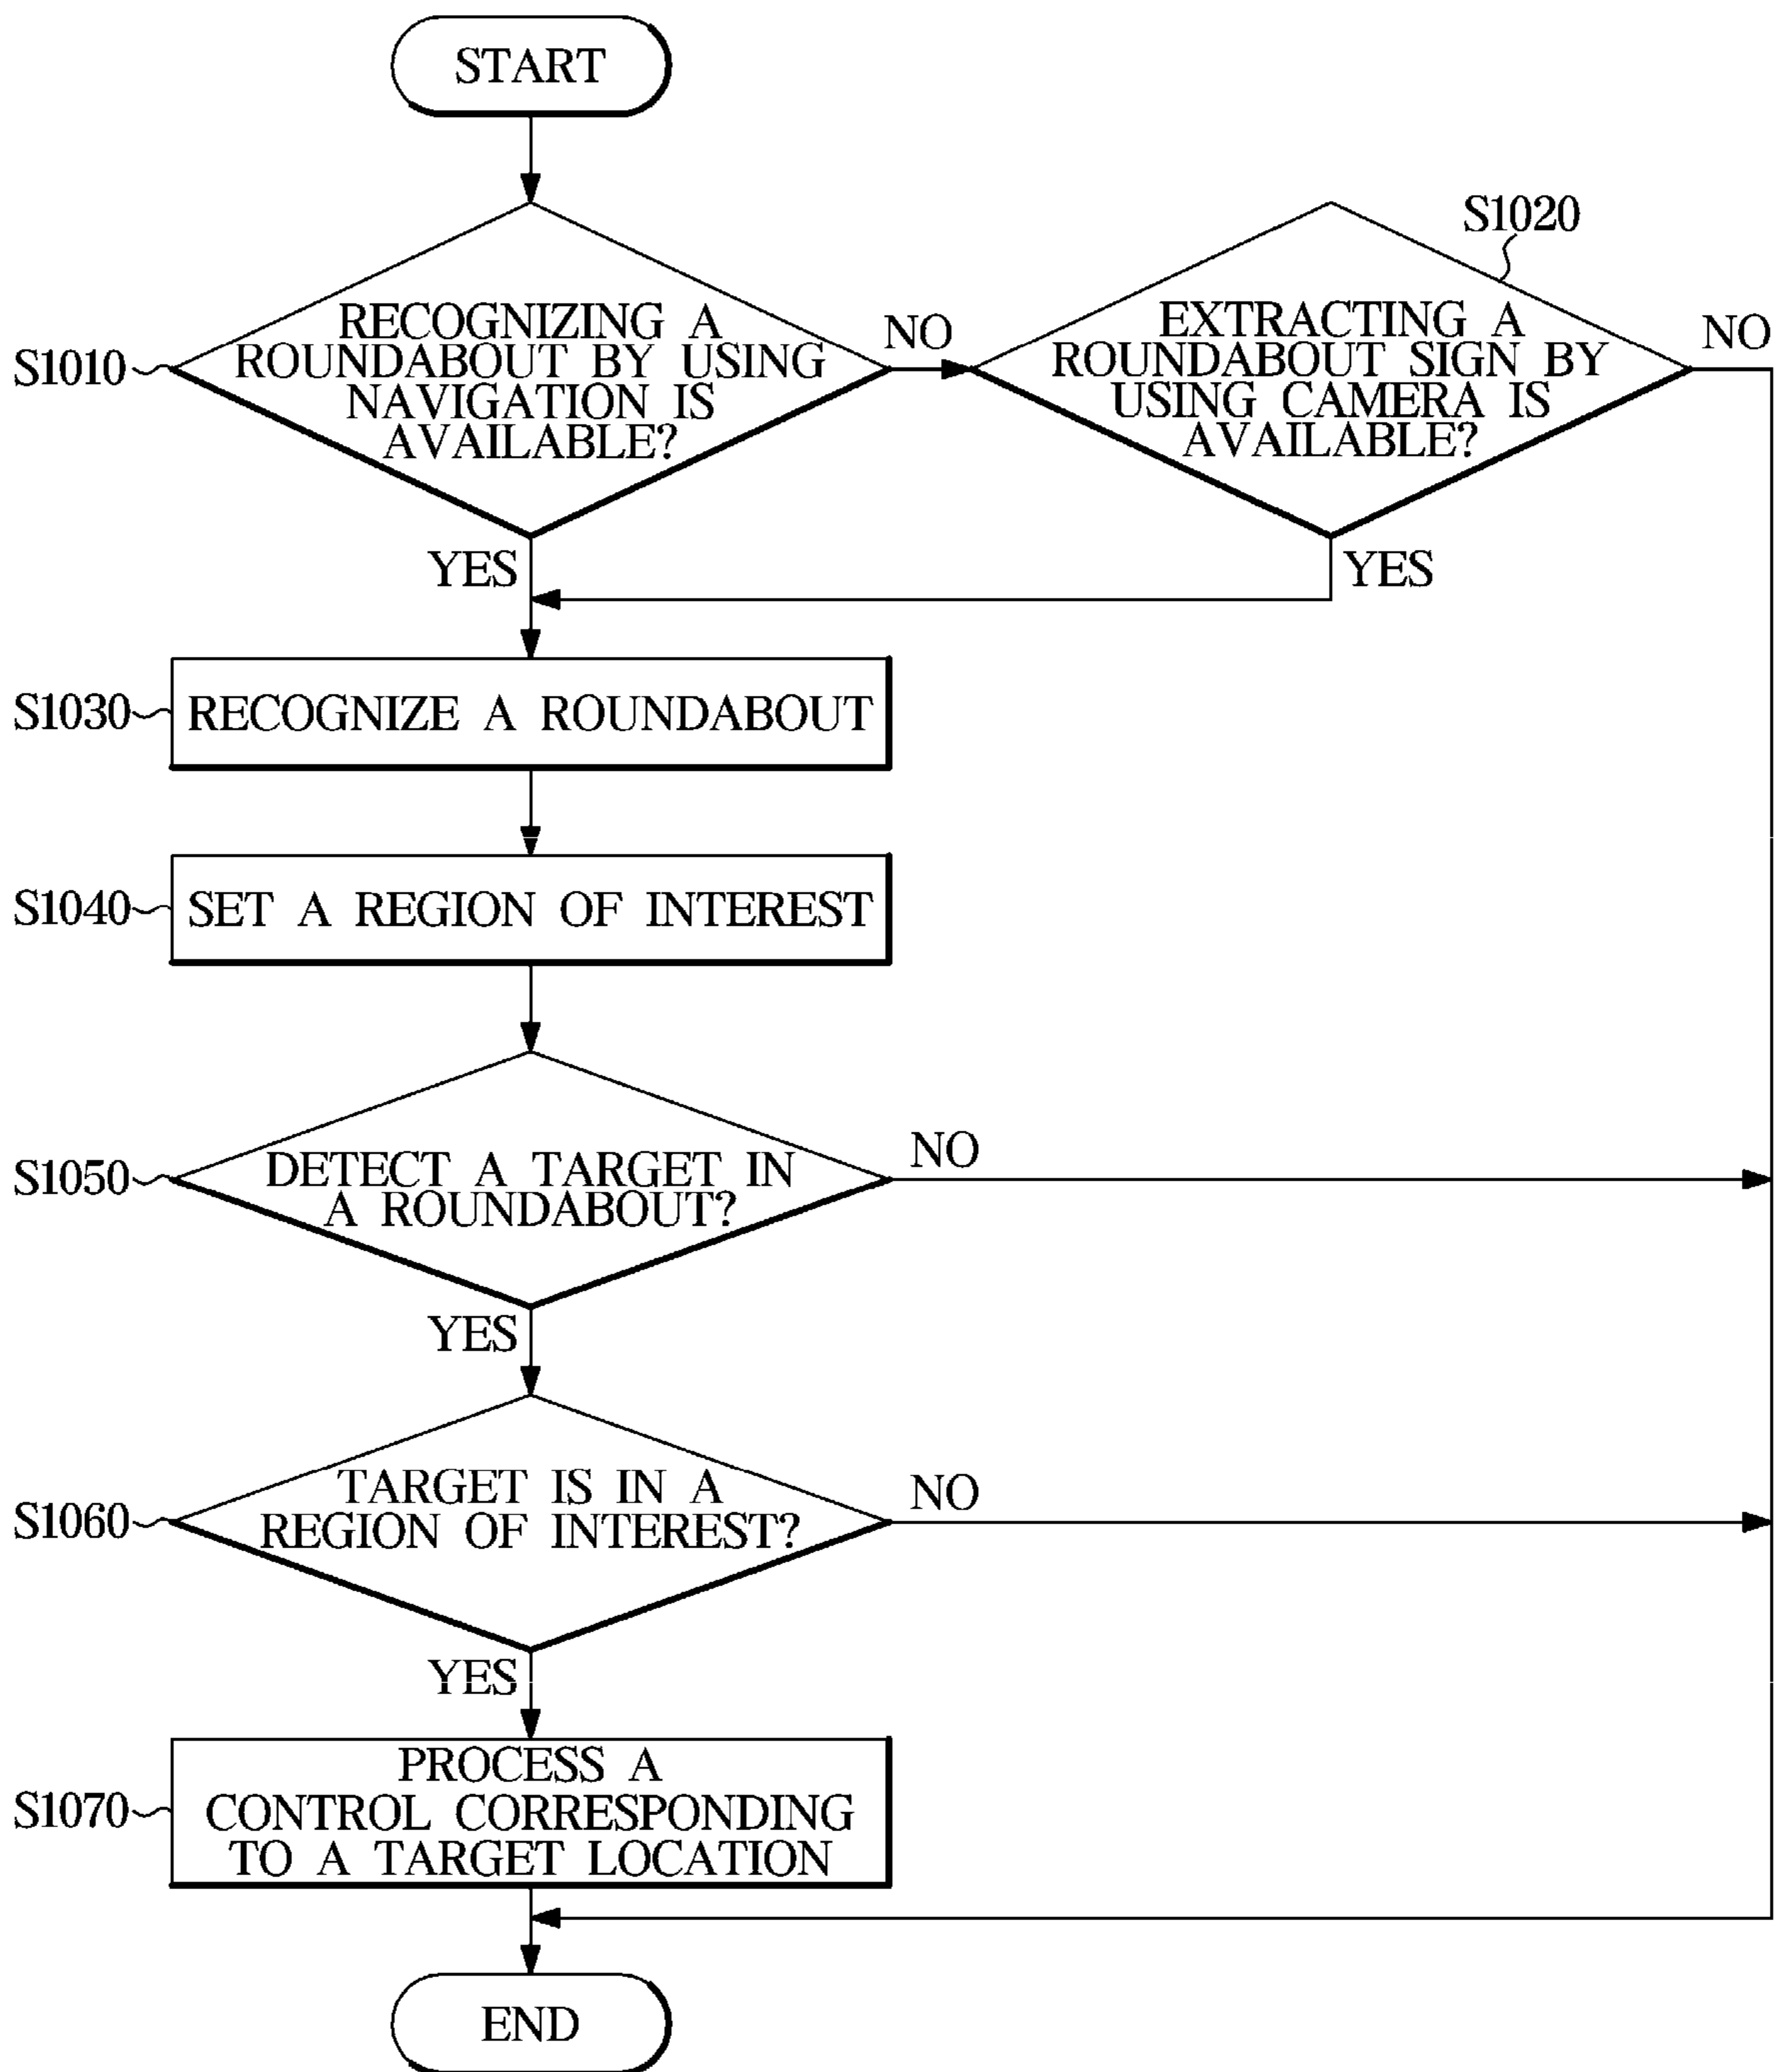 START
S1010
RECOGNIZING A
ROUNDABOUT BY USING
NAVIGATION IS
AVAILABLE?
NO
S1020
EXTRACTING A
ROUNDABOUT SIGN BY
USING CAMERA IS
AVAILABLE?
NO
YES
YES
S1030
RECOGNIZE A ROUNDABOUT
S1040
SET A REGION OF INTEREST
S1050
DETECT A TARGET IN
A ROUNDABOUT?
NO
YES
S1060
TARGET IS IN A
REGION OF INTEREST?
NO
YES
S1070
PROCESS A
CONTROL CORRESPONDING
TO A TARGET LOCATION
END